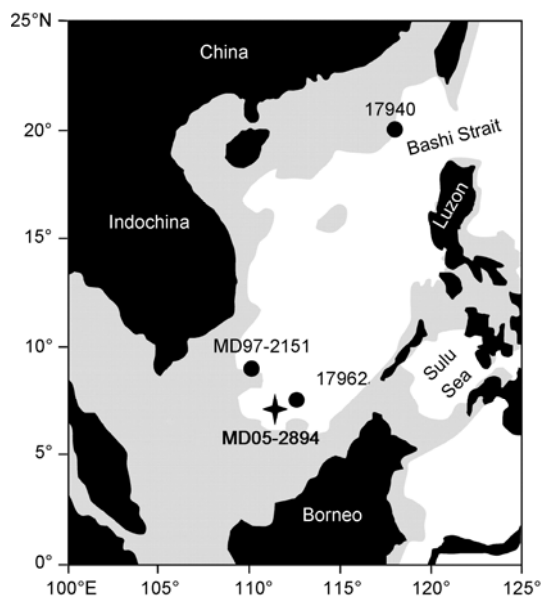 25°N
China
17940
20°
Bashi Strait
Luzon
Indochina
15°
MD97-2151
10°
17962
Sulu
Sea
MD05-2894
5°
Borneo
0°
100°E
105°
110°
115°
120°
125°